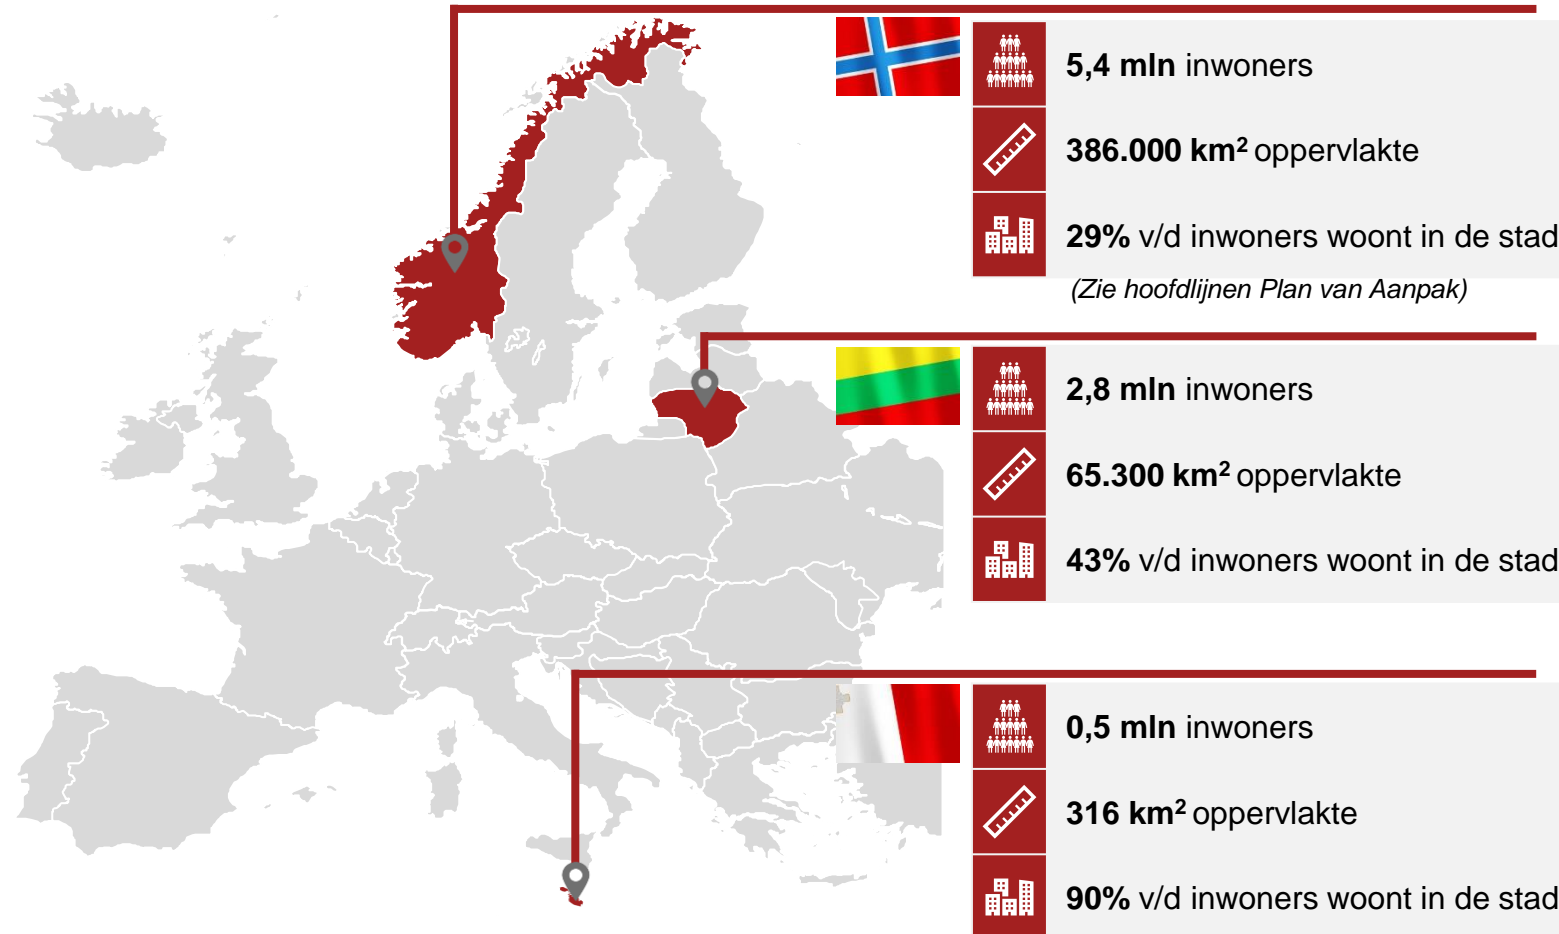 5,4 mln inwoners
386.000 km² oppervlakte
29% v/d inwoners woont in de stad
(Zie hoofdlijnen Plan van Aanpak)
2,8 mln inwoners
65.300 km² oppervlakte
43% v/d inwoners woont in de stad
0,5 mln inwoners
316 km² oppervlakte
90% v/d inwoners woont in de stad